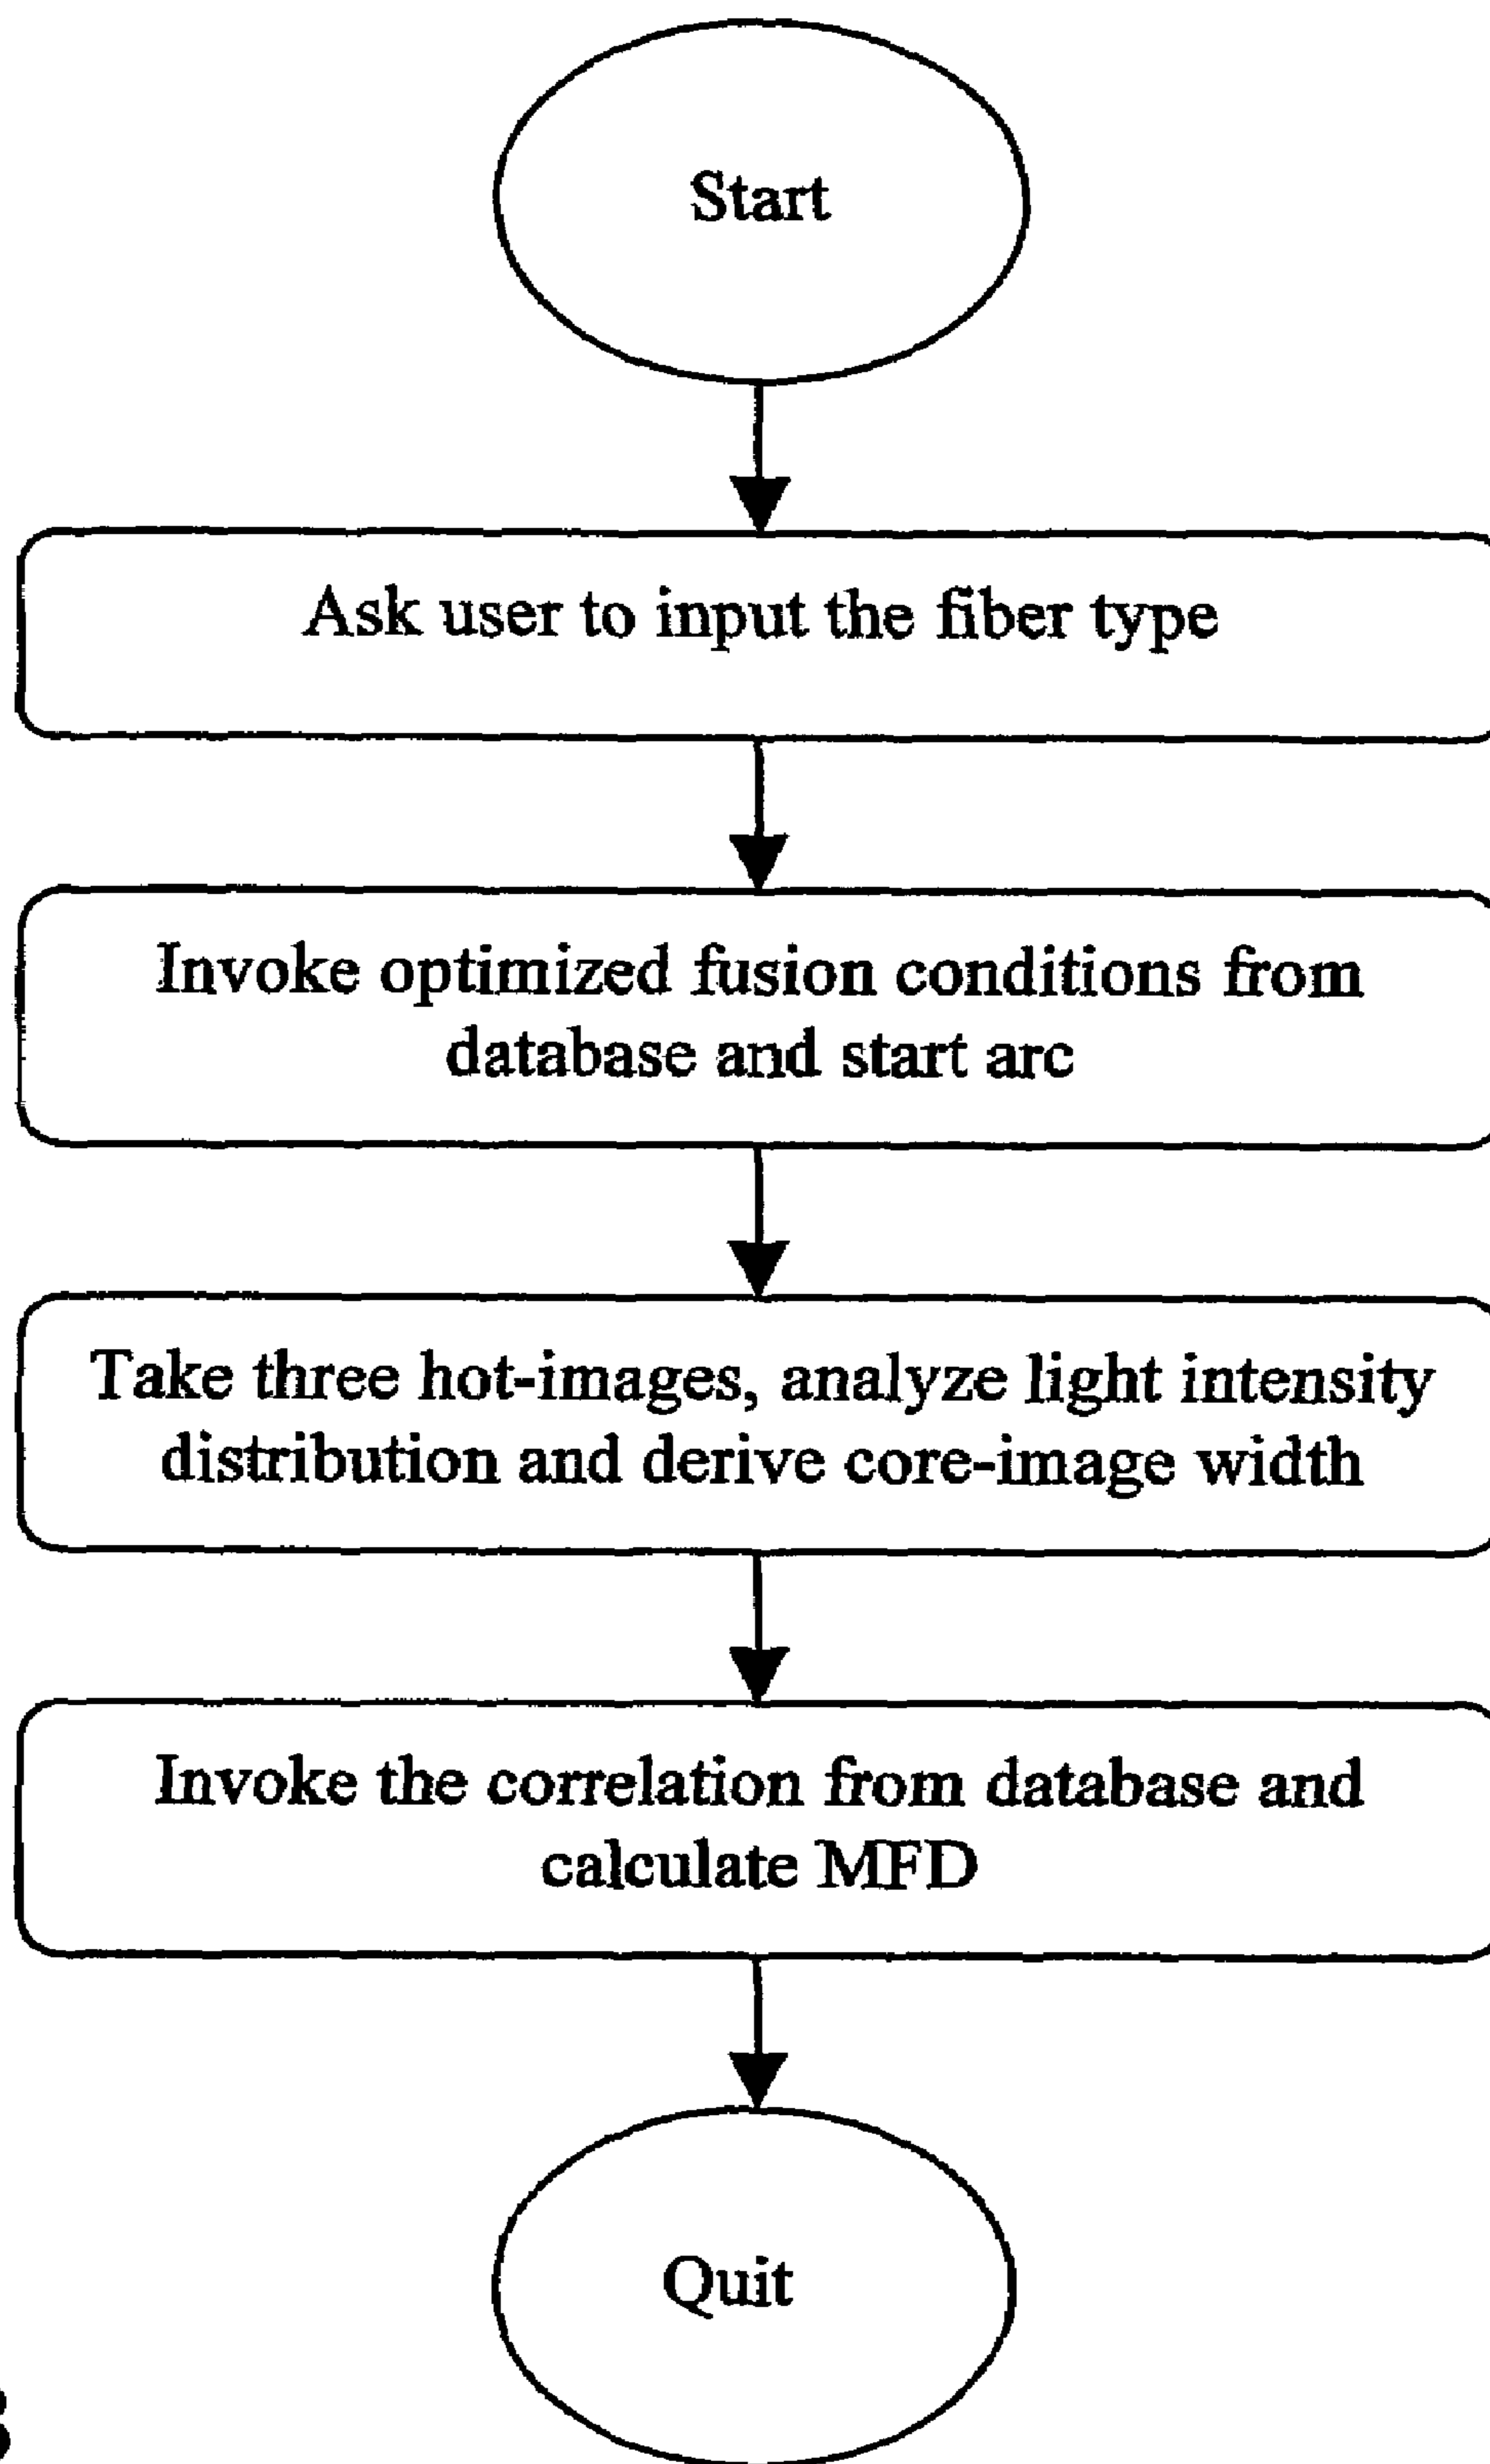 Start
Ask user to input the fiber type
Invoke optimized fusion conditions from
database and start arc
Take three hot-images, analyze light intensity
distribution and derive core-image width
Invoke the correlation from database and
calculate MFD
Quit